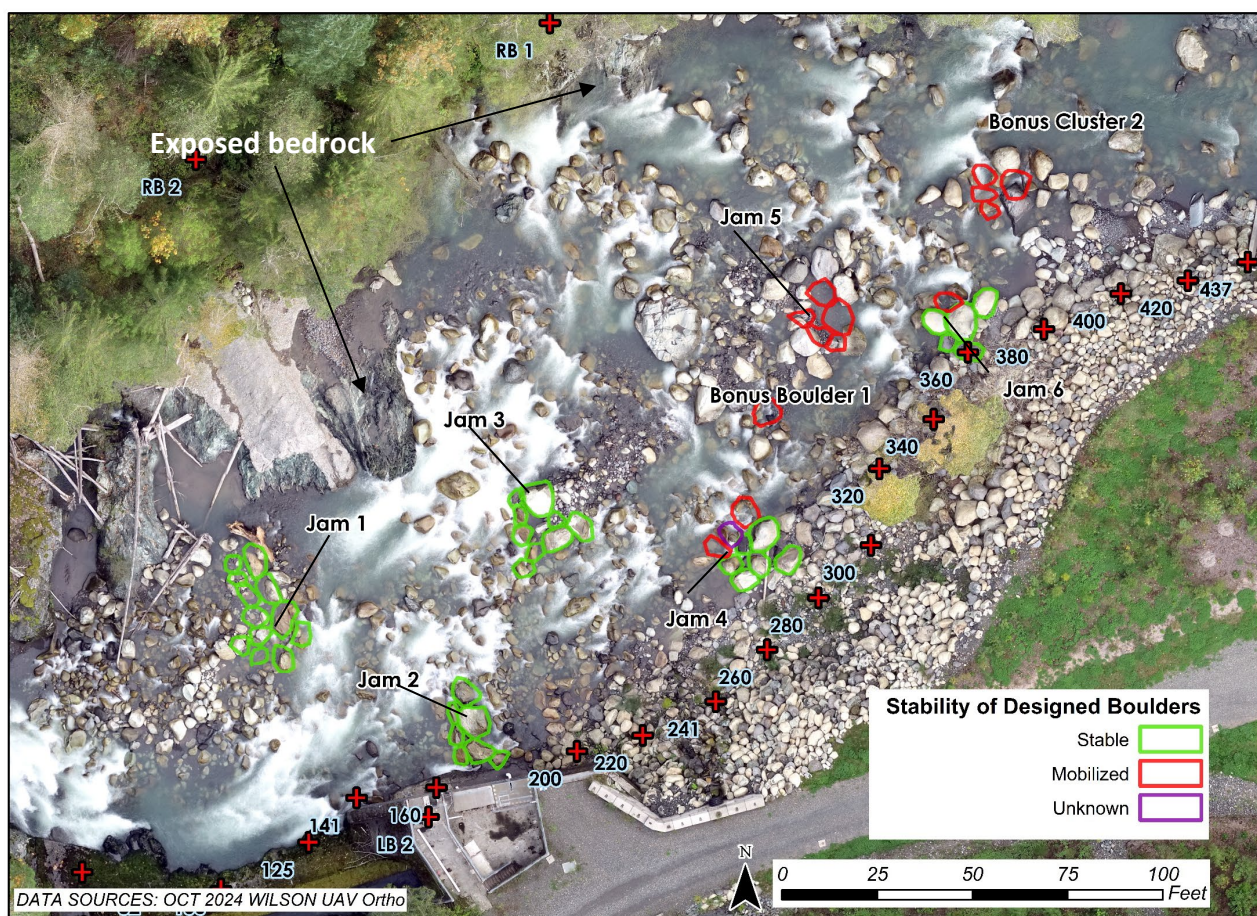 RB 1
Exposed bedrock
RB 2
Bonus Cluster 2
Jam 5
437
420
400
380
360
Jam 6
Bonus Boulder 1
340
Jam 3
320
Jam 1
300
Jam 4
280
Jam 2
260
241
220
200
160
LB 2
141
125
Stability of Designed Boulders
Stable
Mobilized
Unknown
N
0 25 50 75 100
Feet
DATA SOURCES: OCT 2024 WILSON UAV Ortho